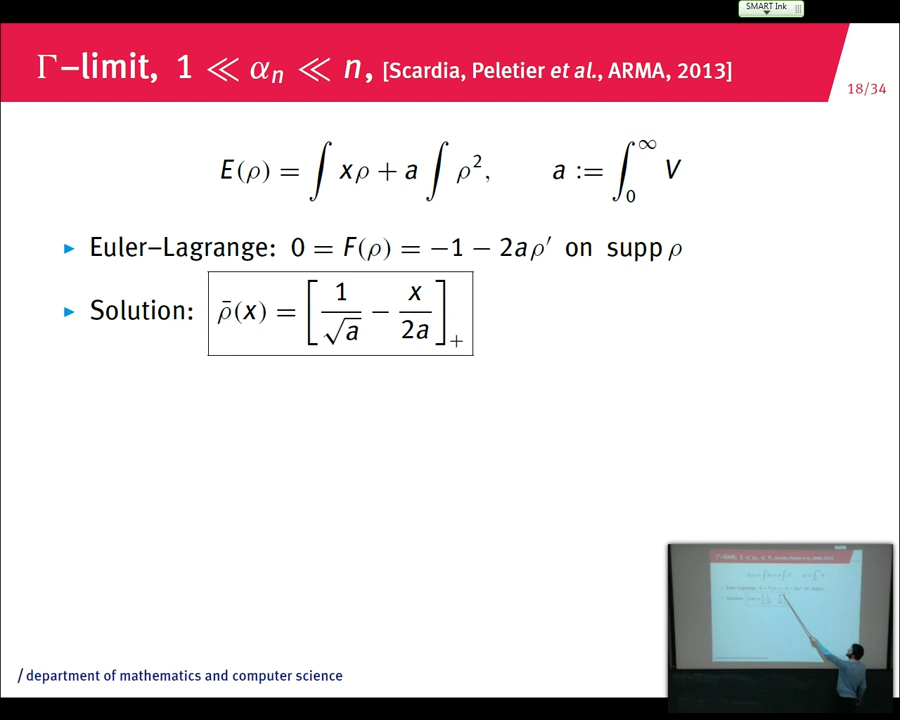 SMART Ink
Γ–limit, 1 ≪ αₙ ≪ n, [Scardia, Peletier et al., ARMA, 2013]
18/34
E(ρ) = ∫ xρ + a ∫ ρ², a := ∫₀^∞ V
▸ Euler–Lagrange: 0 = F(ρ) = −1 − 2aρ′ on supp ρ
▸ Solution: ρ̄(x) = [1/√a − x/2a]₊
/ department of mathematics and computer science